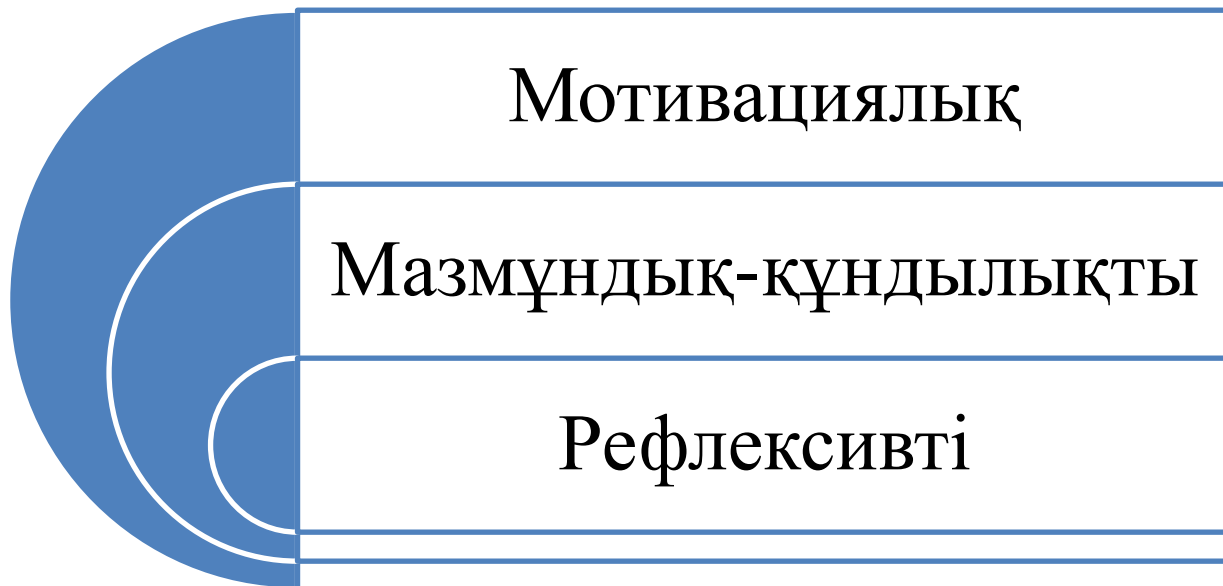 Мотивациялық
Мазмұндық-құндылықты
Рефлексивті